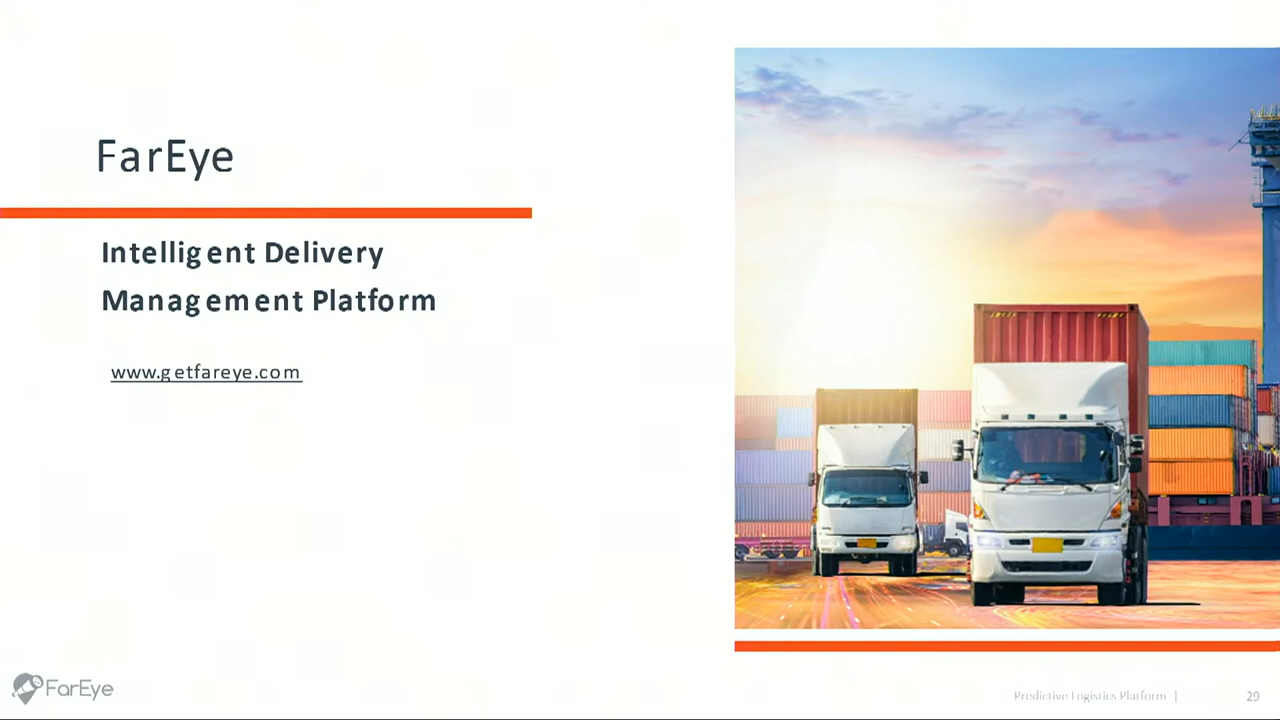 FarEye
Intelligent Delivery
Management Platform
www.getfareye.com
FarEye
Predictive Logistics Platform |
29